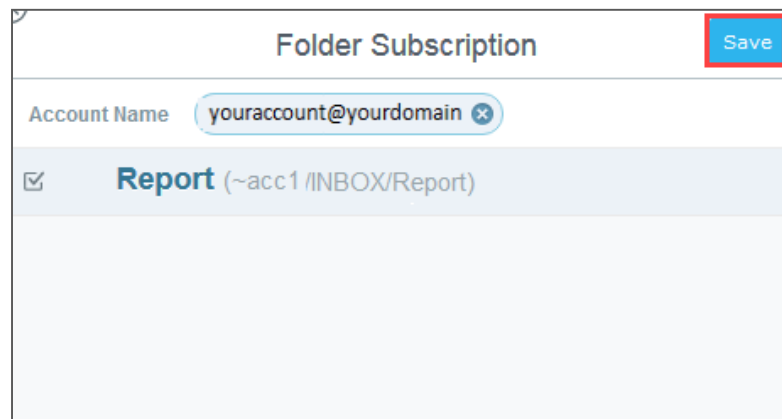 Folder Subscription
Save
Account Name youraccount@yourdomain
Report (~acc1/INBOX/Report)